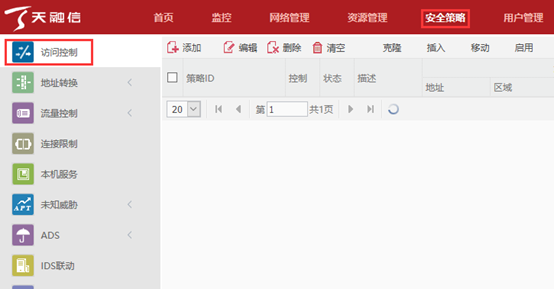 天融信 首页 监控 网络管理 资源管理 安全策略 用户管理
访问控制
地址转换
流量控制
连接限制
本机服务
APT 未知威胁
ADS
IDS IDS联动
添加 编辑 删除 清空 克隆 插入 移动 启用
策略ID 控制 状态 描述
地址 区域
20 第 1 共1页